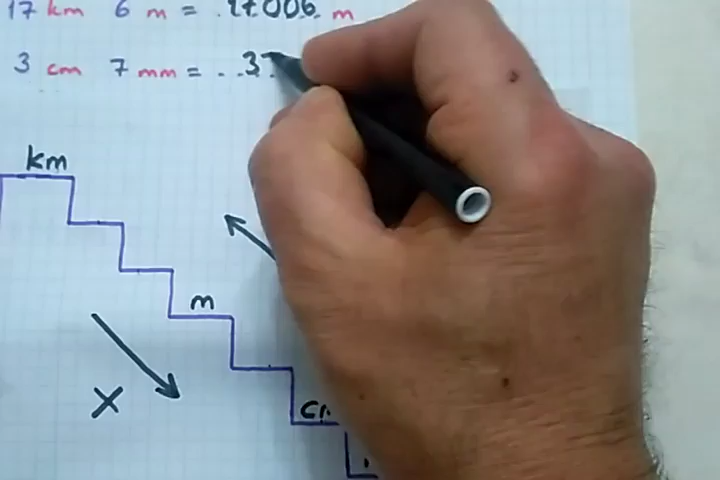 17 km 6 m = .17006. m
3 cm 7 mm = ..37
km
m
X